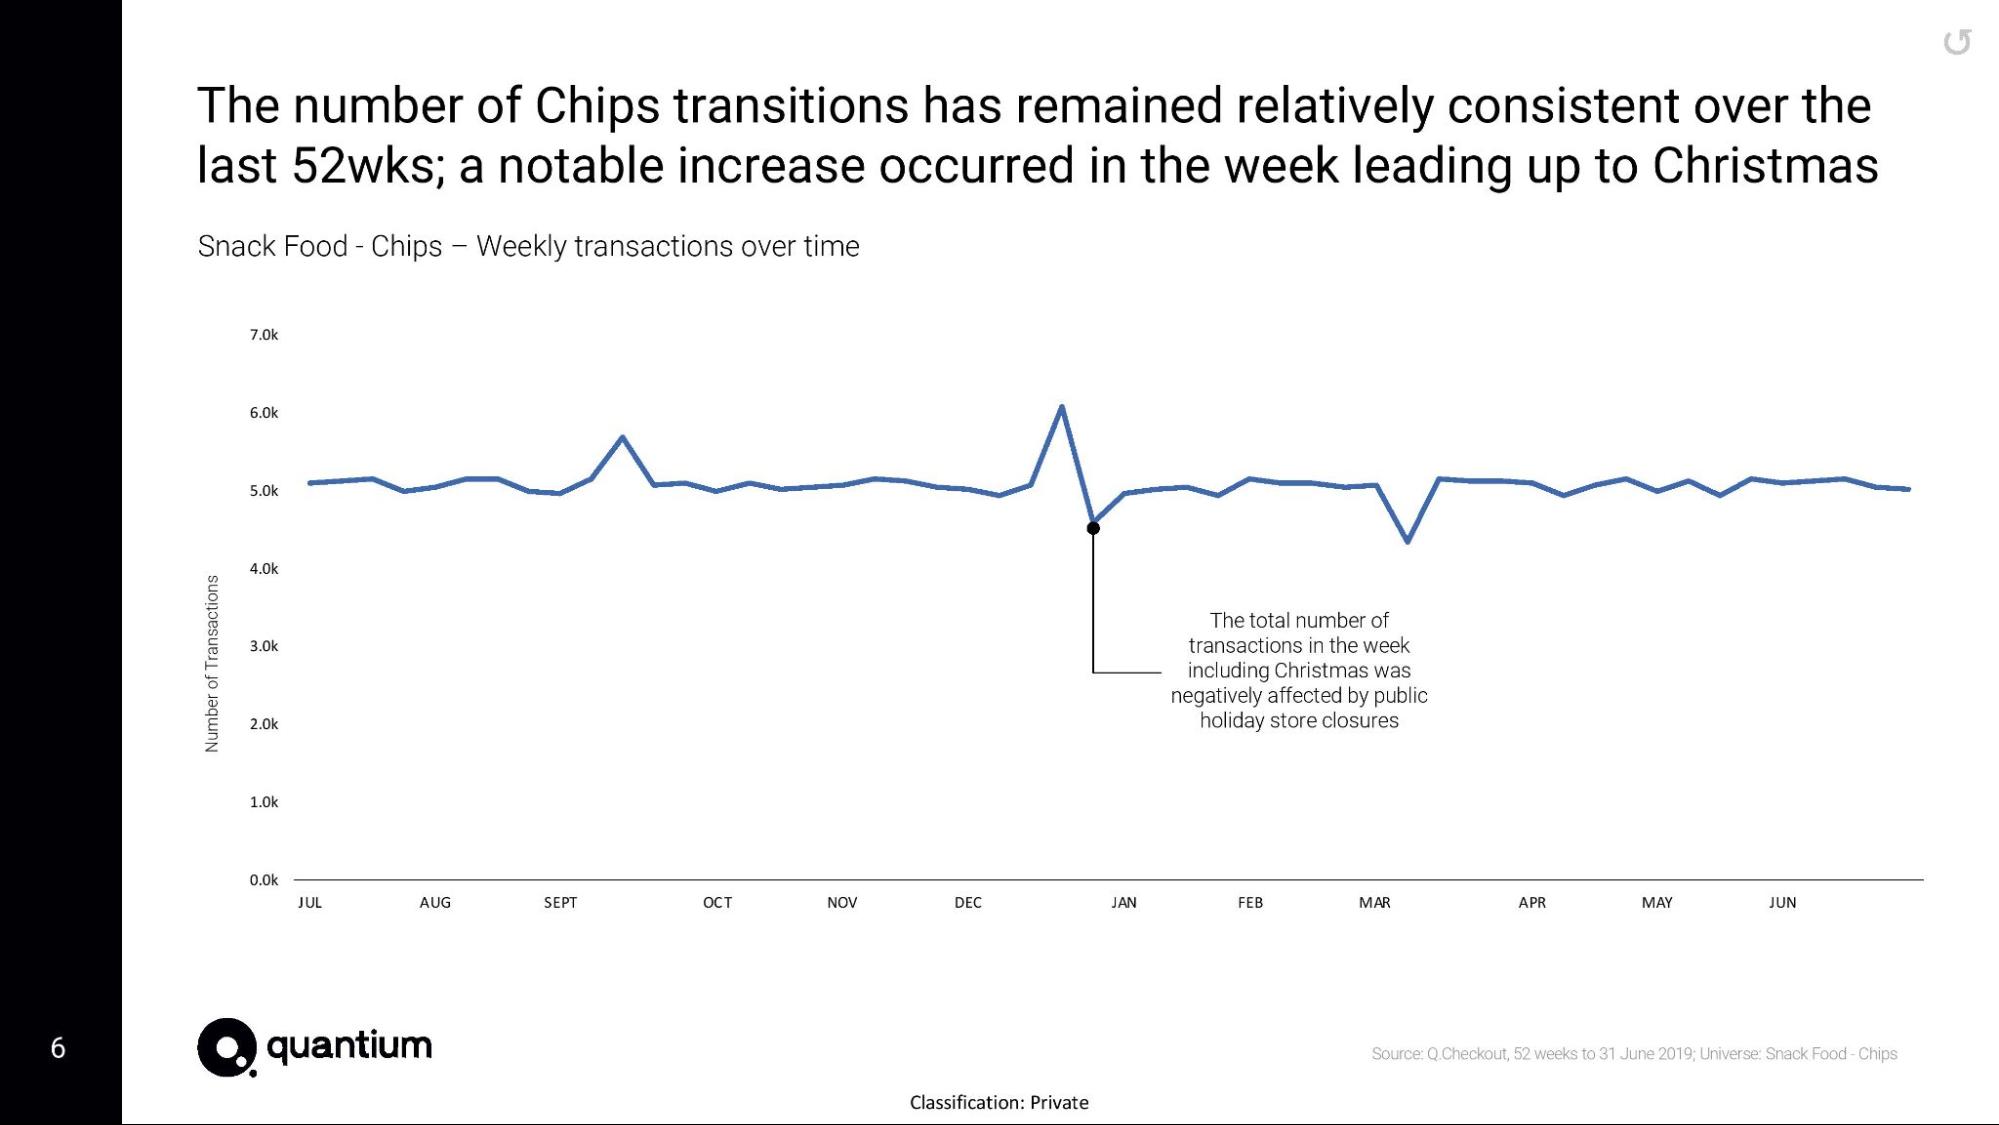 The number of Chips transitions has remained relatively consistent over the
last 52wks; a notable increase occurred in the week leading up to Christmas
Snack Food - Chips – Weekly transactions over time
7.0k
6.0k
5.0k
4.0k
3.0k
2.0k
1.0k
0.0k
Number of Transactions
The total number of
transactions in the week
including Christmas was
negatively affected by public
holiday store closures
JUL AUG SEPT OCT NOV DEC JAN FEB MAR APR MAY JUN
6
quantium
Source: Q.Checkout, 52 weeks to 31 June 2019; Universe: Snack Food - Chips
Classification: Private